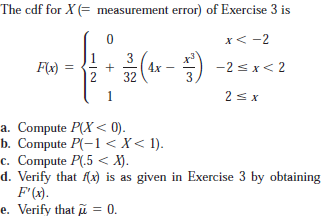 The cdf for X (= measurement error) of Exercise 3 is
0 x < −2
F(x) = { 1/2 + 3/32 (4x − x³/3) −2 ≤ x < 2
1 2 ≤ x
a. Compute P(X < 0).
b. Compute P(−1 < X < 1).
c. Compute P(.5 < X).
d. Verify that f(x) is as given in Exercise 3 by obtaining
F′(x).
e. Verify that μ̃ = 0.